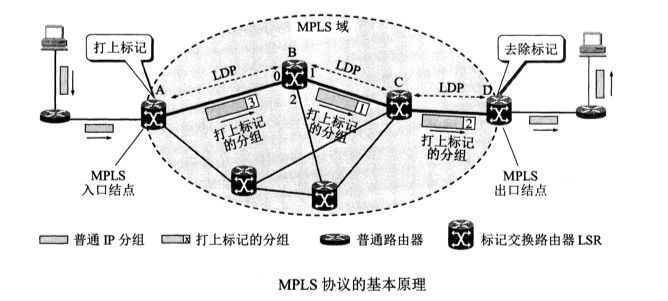 MPLS 域
打上标记
去除标记
B
LDP
LDP
0
1
C
LDP
A
D
2
3
1
2
打上标记
的分组
打上标记
的分组
打上标记
的分组
MPLS
入口结点
MPLS
出口结点
普通 IP 分组
x
打上标记的分组
普通路由器
标记交换路由器 LSR
MPLS 协议的基本原理